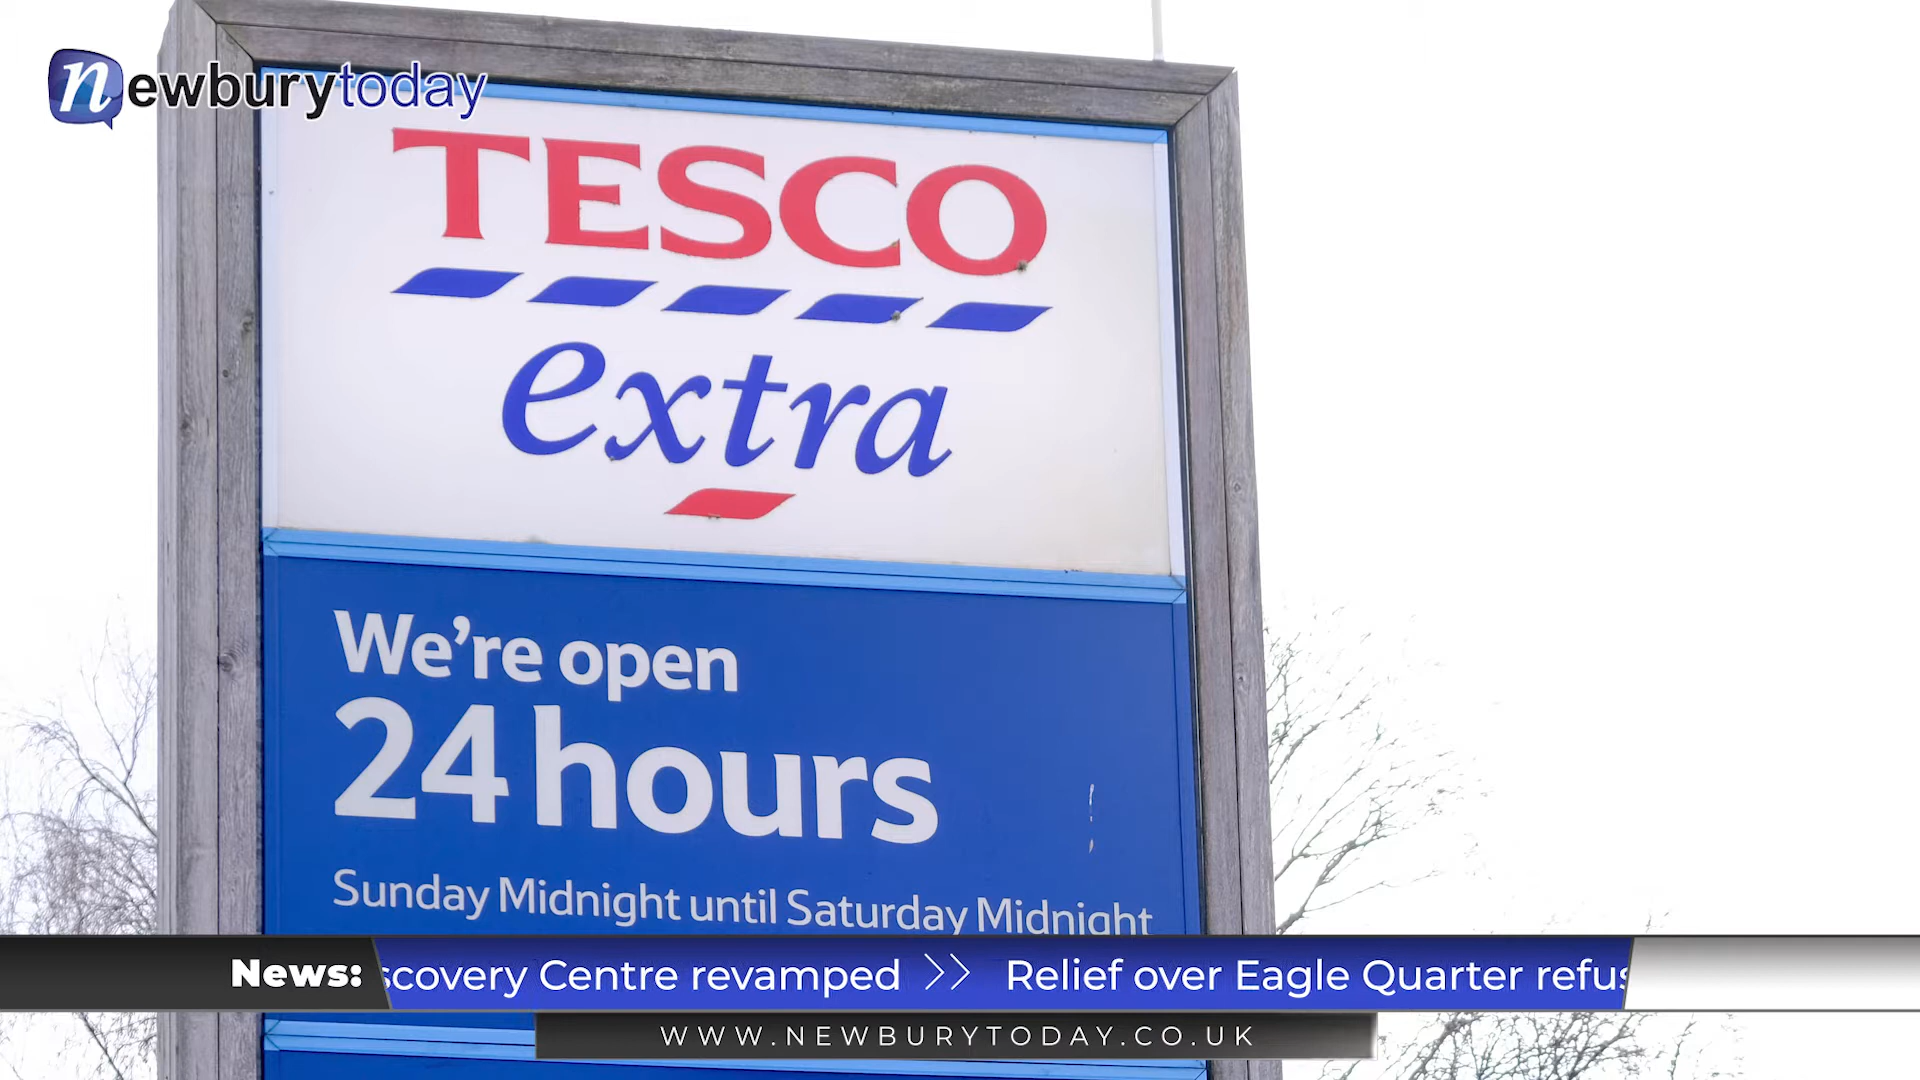 newburytoday
TESCO
extra
We're open
24 hours
Sunday Midnight until Saturday Midnight
News: scovery Centre revamped >> Relief over Eagle Quarter refus
WWW.NEWBURYTODAY.CO.UK